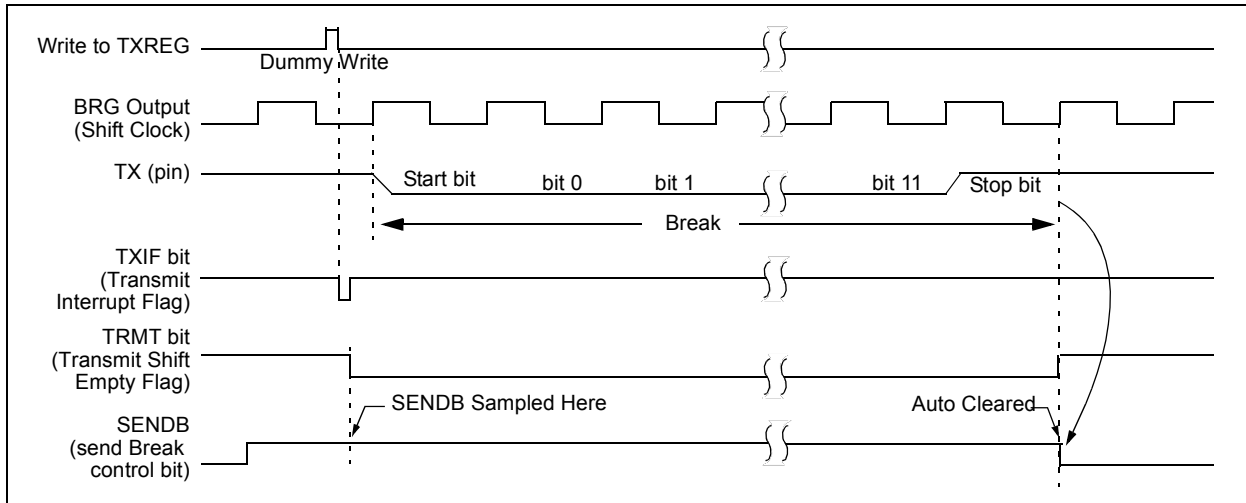 Write to TXREG
Dummy Write
BRG Output
(Shift Clock)
TX (pin)
Start bit
bit 0
bit 1
bit 11
Stop bit
Break
TXIF bit
(Transmit
Interrupt Flag)
TRMT bit
(Transmit Shift
Empty Flag)
SENDB Sampled Here
Auto Cleared
SENDB
(send Break
control bit)